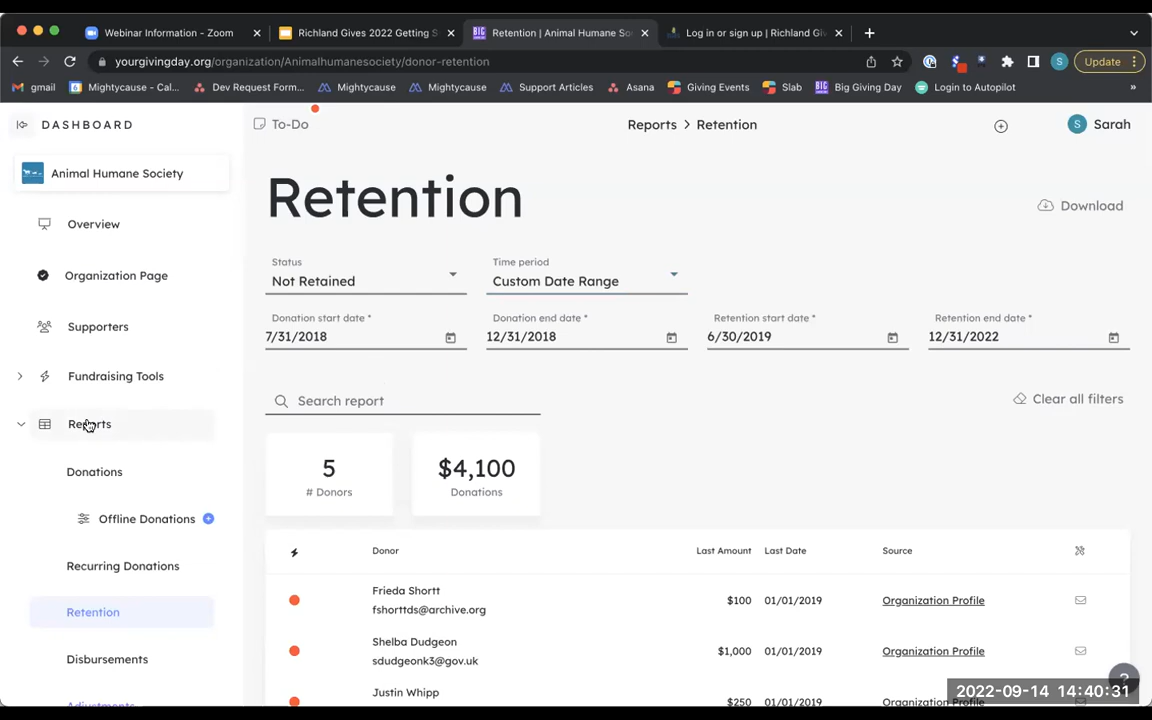 Webinar Information - Zoom
Richland Gives 2022 Getting S
BIG
Retention | Animal Humane So
Log in or sign up | Richland Giv
yourgivingday.org/organization/Animalhumanesociety/donor-retention
S
Update
gmail
Mightycause - Cal...
Dev Request Form...
Mightycause
Mightycause
Support Articles
Asana
Giving Events
Slab
BIG
Big Giving Day
Login to Autopilot
»
DASHBOARD
To-Do
Reports > Retention
S
Sarah
Animal Humane Society
Overview
Organization Page
Supporters
Fundraising Tools
Reports
Donations
Offline Donations
Recurring Donations
Retention
Disbursements
Adjustments
Retention
Download
Status
Not Retained
Time period
Custom Date Range
Donation start date *
7/31/2018
Donation end date *
12/31/2018
Retention start date *
6/30/2019
Retention end date *
12/31/2022
Search report
Clear all filters
5
# Donors
$4,100
Donations
Donor
Last Amount
Last Date
Source
Frieda Shortt
fshorttds@archive.org
$100
01/01/2019
Organization Profile
Shelba Dudgeon
sdudgeonk3@gov.uk
$1,000
01/01/2019
Organization Profile
Justin Whipp
$250
01/01/2019
Organization Profile
?
2022-09-14 14:40:31